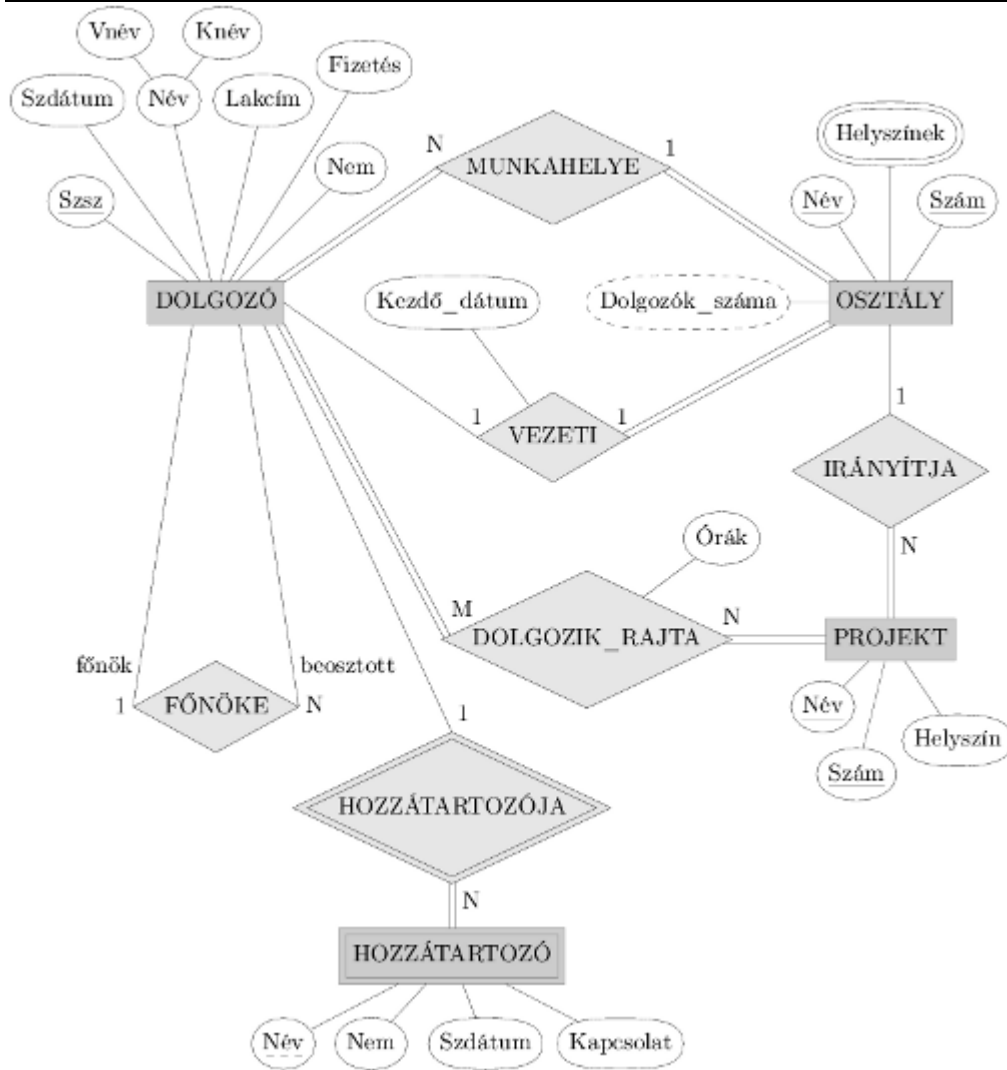 Vnév
Knév
Fizetés
Szdátum
Név
Lakcím
Nem
Szsz
N
MUNKAHELYE
1
Helyszínek
Név
Szám
DOLGOZÓ
Kezdő_dátum
Dolgozók_száma
OSZTÁLY
1
VEZETI
1
1
IRÁNYÍTJA
N
Órák
M
DOLGOZIK_RAJTA
N
PROJEKT
Név
Szám
Helyszín
főnök
beosztott
1
FŐNÖKE
N
1
HOZZÁTARTOZÓJA
N
HOZZÁTARTOZÓ
Név
Nem
Szdátum
Kapcsolat